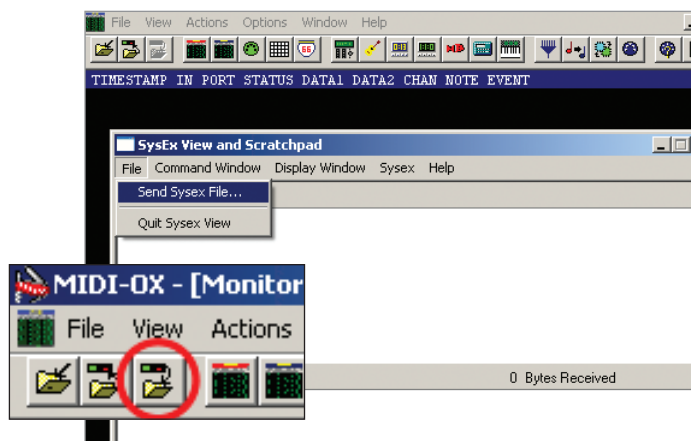 File View Actions Options Window Help
TIMESTAMP IN PORT STATUS DATA1 DATA2 CHAN NOTE EVENT
SysEx View and Scratchpad
File Command Window Display Window Sysex Help
Send Sysex File...
Quit Sysex View
MIDI-OX - [Monitor
File View Actions
0 Bytes Received